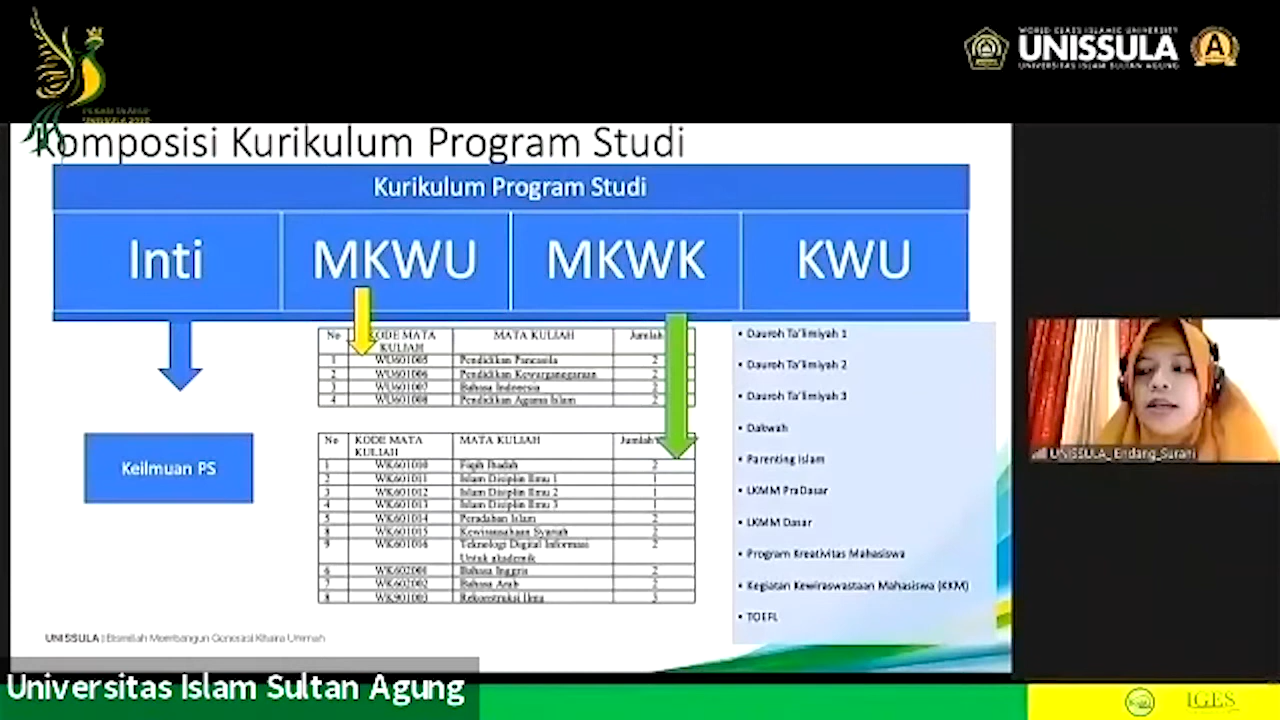 WORLD CLASS ISLAMIC UNIVERSITY
UNISSULA
UNIVERSITAS ISLAM SULTAN AGUNG
A
Komposisi Kurikulum Program Studi
Kurikulum Program Studi
Inti MKWU MKWK KWU
Keilmuan PS
No KODE MATA KULIAH MATA KULIAH Jumlah
1 WU601005 Pendidikan Pancasila 2
2 WU601006 Pendidikan Kewarganegaraan 2
3 WU601007 Bahasa Indonesia 2
4 WU601008 Pendidikan Agama Islam 2
No KODE MATA KULIAH MATA KULIAH Jumlah
1 WK601010 Fiqih Ibadah 2
2 WK601011 Islam Disiplin Ilmu 1 1
3 WK601012 Islam Disiplin Ilmu 2 1
4 WK601013 Islam Disiplin Ilmu 3 1
5 WK601014 Peradaban Islam 2
8 WK601015 Kewirausahaan Syariah 2
9 WK601016 Teknologi Digital Informasi 2
Untuk akademik
6 WK602001 Bahasa Inggris 2
7 WK602002 Bahasa Arab 2
8 WK901003 Rekonstruksi Ilmu 3
• Dauroh Ta'limiyah 1
• Dauroh Ta'limiyah 2
• Dauroh Ta'limiyah 3
• Dakwah
• Parenting Islam
• LKMM PraDasar
• LKMM Dasar
• Program Kreativitas Mahasiswa
• Kegiatan Kewiraswastaan Mahasiswa (KKM)
• TOEFL
UNISSULA_Endang_Surani
UNISSULA | Bismillah Membangun Generasi Khaira Ummah
Universitas Islam Sultan Agung
IGES